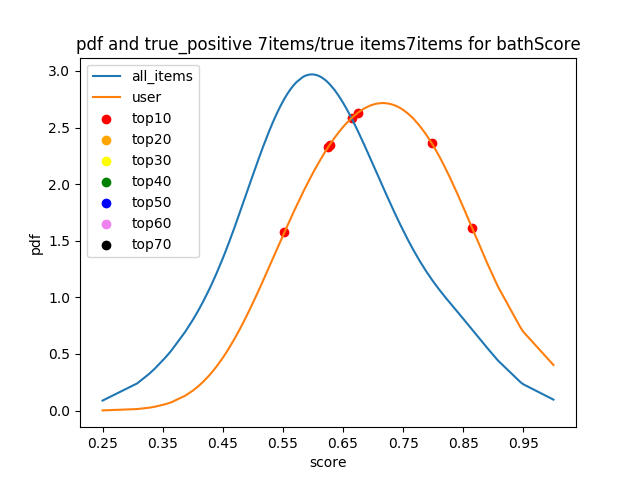 pdf and true_positive 7items/true items7items for bathScore
all_items
user
top10
top20
top30
top40
top50
top60
top70
pdf
3.0
2.5
2.0
1.5
1.0
0.5
0.0
0.25 0.35 0.45 0.55 0.65 0.75 0.85 0.95
score